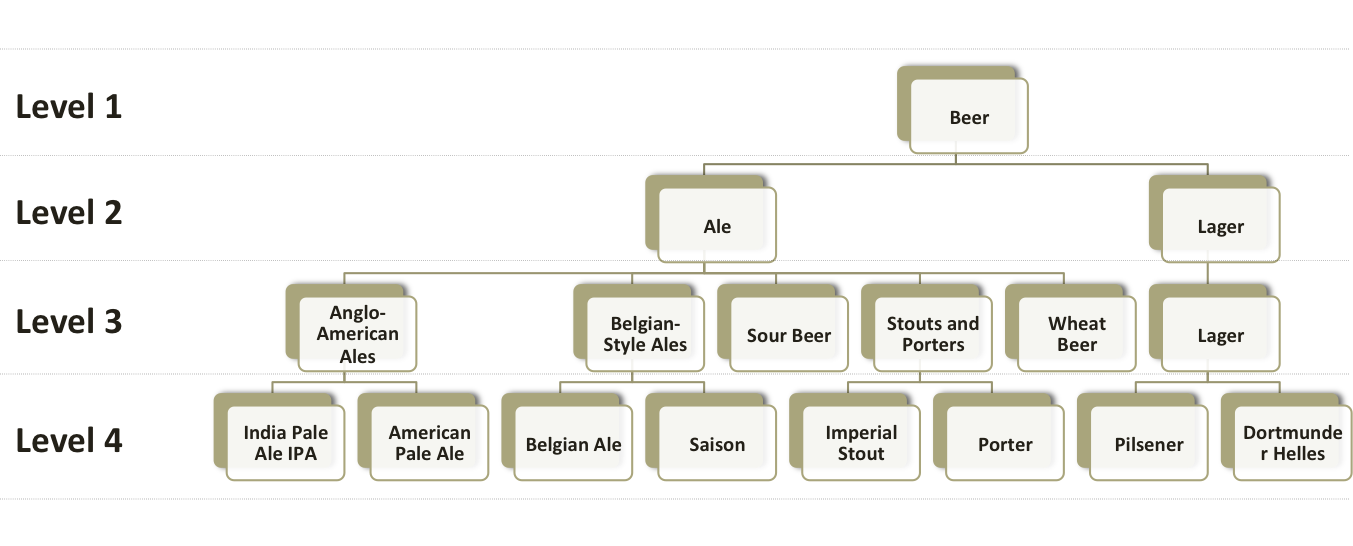 Level 1
Beer
Level 2
Ale
Lager
Level 3
Anglo-
American
Ales
Belgian-
Style Ales
Sour Beer
Stouts and
Porters
Wheat
Beer
Lager
Level 4
India Pale
Ale IPA
American
Pale Ale
Belgian Ale
Saison
Imperial
Stout
Porter
Pilsener
Dortmunde
r Helles